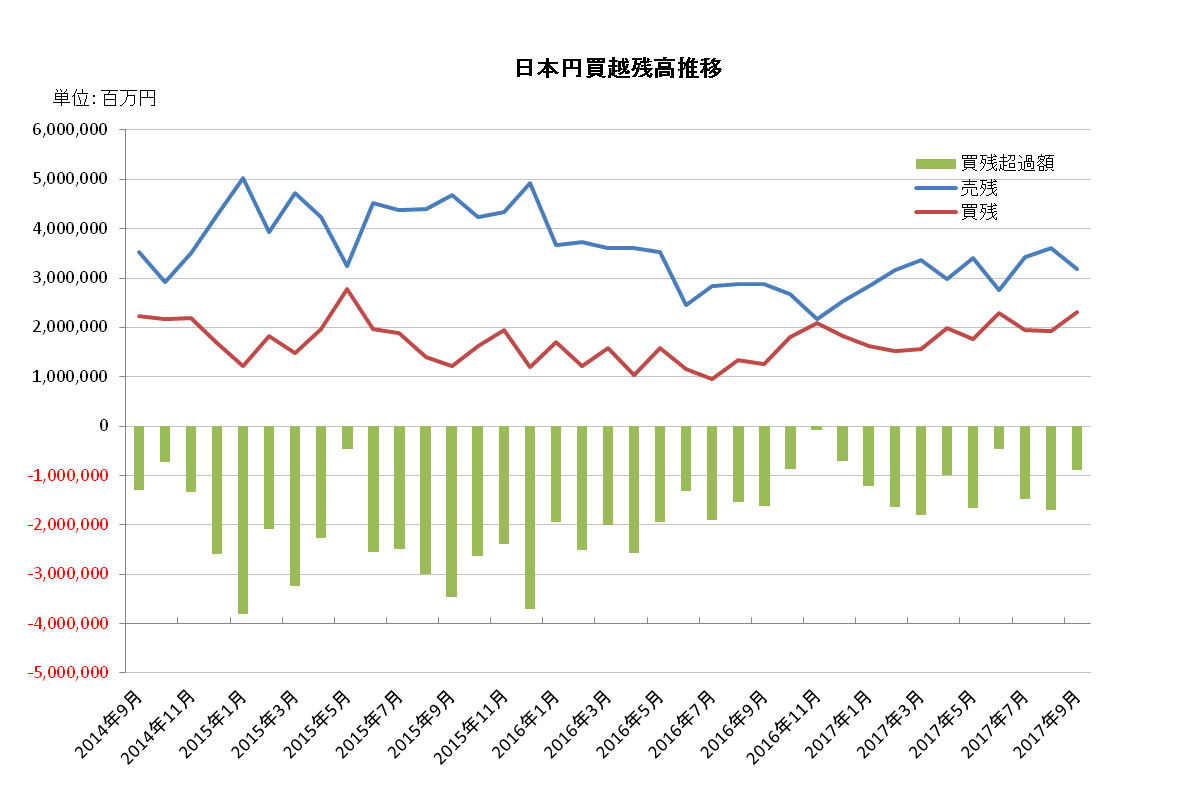 日本円買越残高推移
単位：百万円
6,000,000
5,000,000
4,000,000
3,000,000
2,000,000
1,000,000
0
-1,000,000
-2,000,000
-3,000,000
-4,000,000
-5,000,000
買残超過額
売残
買残
2014年9月
2014年11月
2015年1月
2015年3月
2015年5月
2015年7月
2015年9月
2015年11月
2016年1月
2016年3月
2016年5月
2016年7月
2016年9月
2016年11月
2017年1月
2017年3月
2017年5月
2017年7月
2017年9月